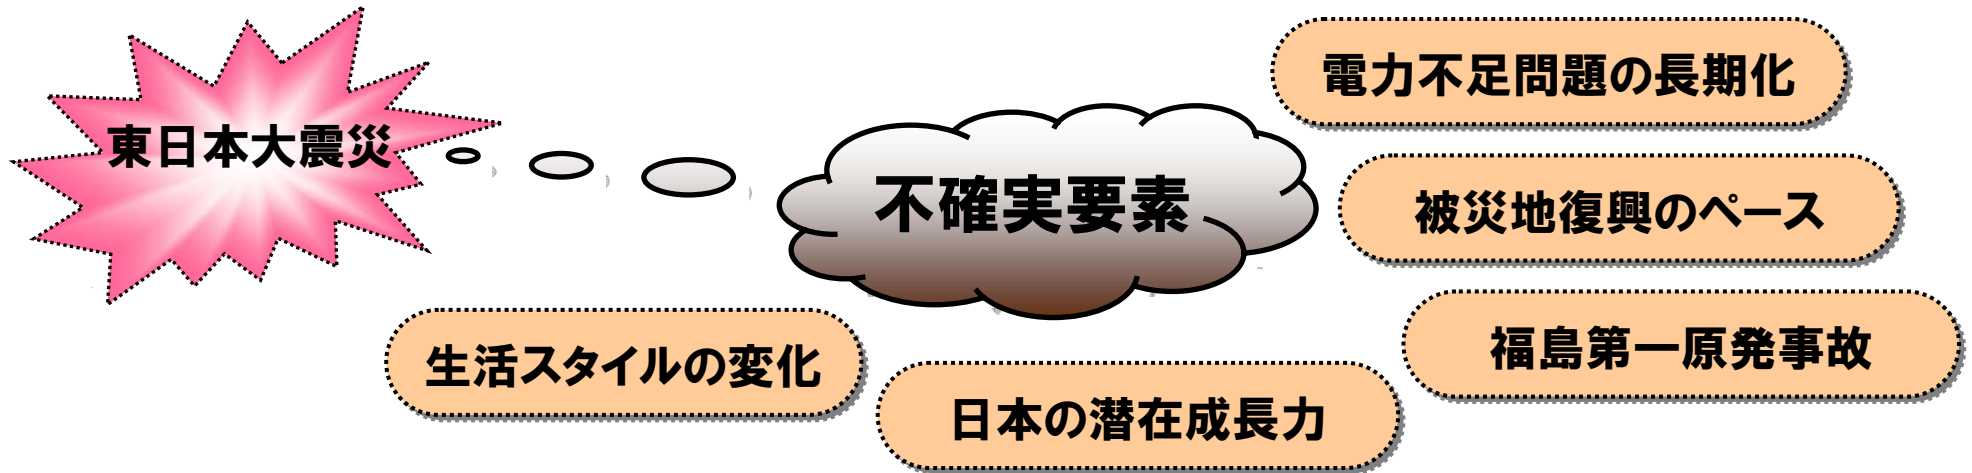 東日本大震災
不確実要素
電力不足問題の長期化
被災地復興のペース
福島第一原発事故
生活スタイルの変化
日本の潜在成長力